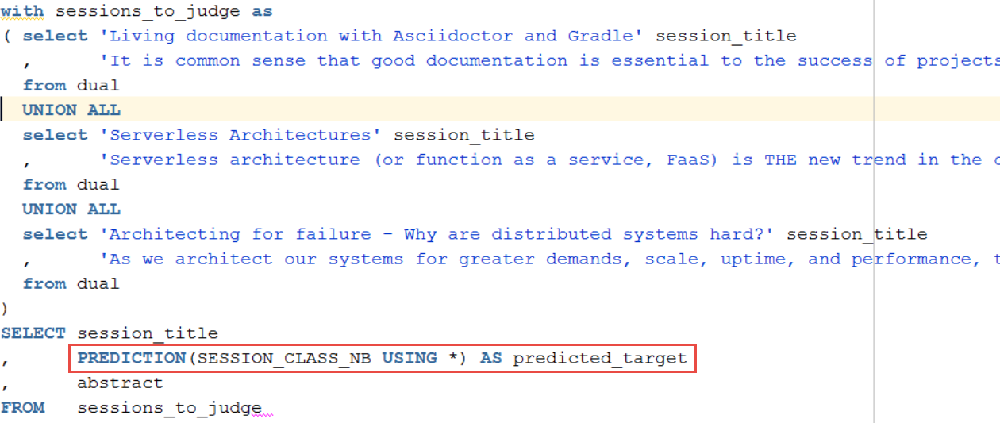 with sessions_to_judge as
( select 'Living documentation with Asciidoctor and Gradle' session_title
, 'It is common sense that good documentation is essential to the success of projects
from dual
UNION ALL
select 'Serverless Architectures' session_title
, 'Serverless architecture (or function as a service, FaaS) is THE new trend in the
from dual
UNION ALL
select 'Architecting for failure - Why are distributed systems hard?' session_title
, 'As we architect our systems for greater demands, scale, uptime, and performance,
from dual
)
SELECT session_title
, PREDICTION(SESSION_CLASS_NB USING *) AS predicted_target
, abstract
FROM sessions_to_judge